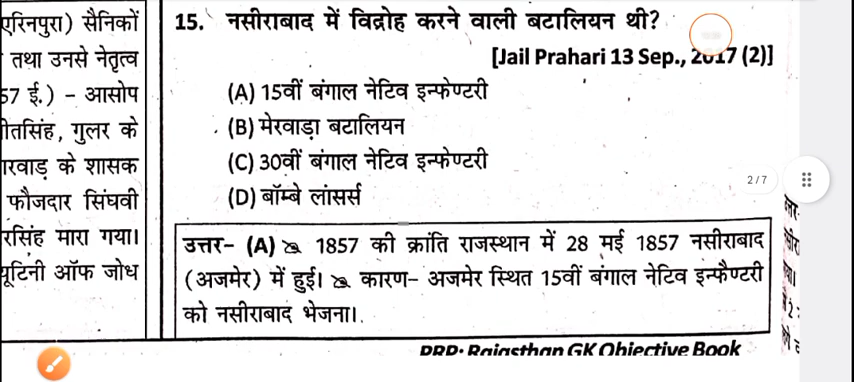 एरिनपुरा) सैनिकों
तथा उनसे नेतृत्व
57 ई.) - आसोप
तिसिंह, गुलर के
ारवाड़ के शासक
फौजदार सिंघवी
रसिंह मारा गया।
यूटिनी ऑफ जोध
15. नसीराबाद में विद्रोह करने वाली बटालियन थी?
[Jail Prahari 13 Sep., 2017 (2)]
(A) 15वीं बंगाल नेटिव इन्फेण्टरी
(B) मेरवाड़ा बटालियन
(C) 30वीं बंगाल नेटिव इन्फेण्टरी
(D) बॉम्बे लांसर्स
उत्तर- (A) 1857 की क्रांति राजस्थान में 28 मई 1857 नसीराबाद
(अजमेर) में हुई। कारण- अजमेर स्थित 15वीं बंगाल नेटिव इन्फैण्टरी
को नसीराबाद भेजना।
PRP: Rajasthan GK Objective Book
2 / 7